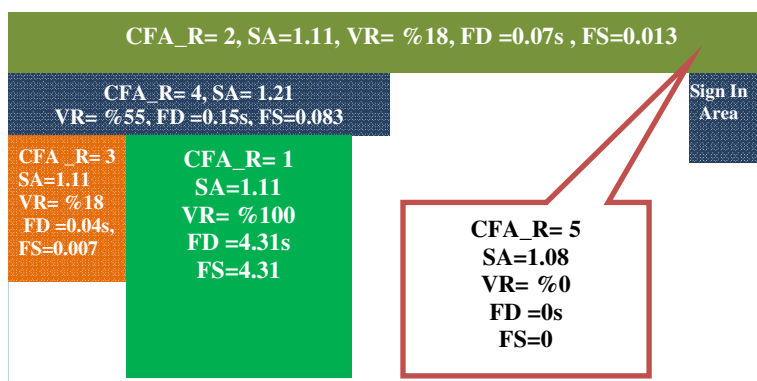 CFA_R= 2, SA=1.11, VR= %18, FD =0.07s , FS=0.013
CFA_R= 4, SA= 1.21
VR= %55, FD =0.15s, FS=0.083
Sign In
Area
CFA _R= 3
SA=1.11
VR= %18
FD =0.04s,
FS=0.007
CFA_R= 1
SA=1.11
VR= %100
FD =4.31s
FS=4.31
CFA_R= 5
SA=1.08
VR= %0
FD =0s
FS=0